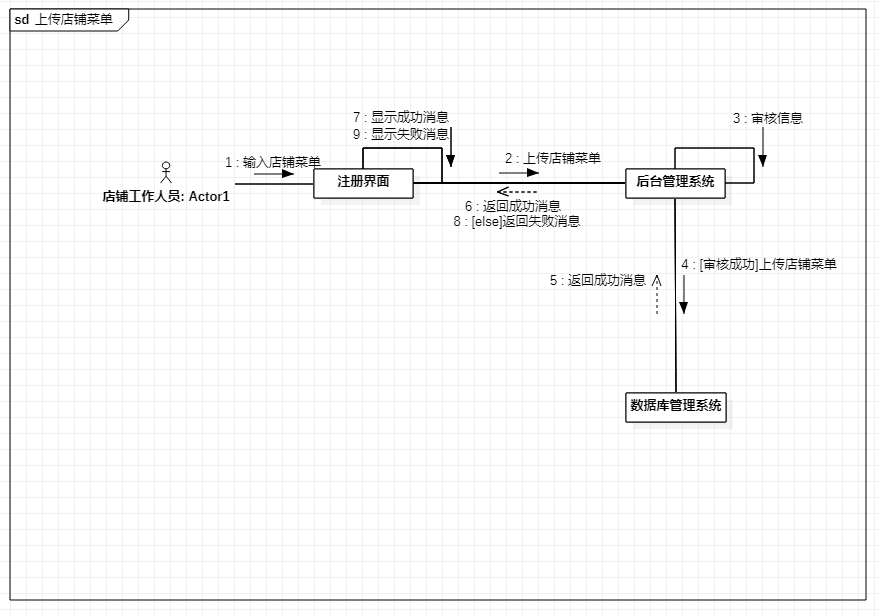 sd 上传店铺菜单
7 : 显示成功消息
9 : 显示失败消息
3 : 审核信息
1 : 输入店铺菜单
2 : 上传店铺菜单
注册界面
后台管理系统
店铺工作人员: Actor1
6 : 返回成功消息
8 : [else]返回失败消息
4 : [审核成功]上传店铺菜单
5 : 返回成功消息
数据库管理系统